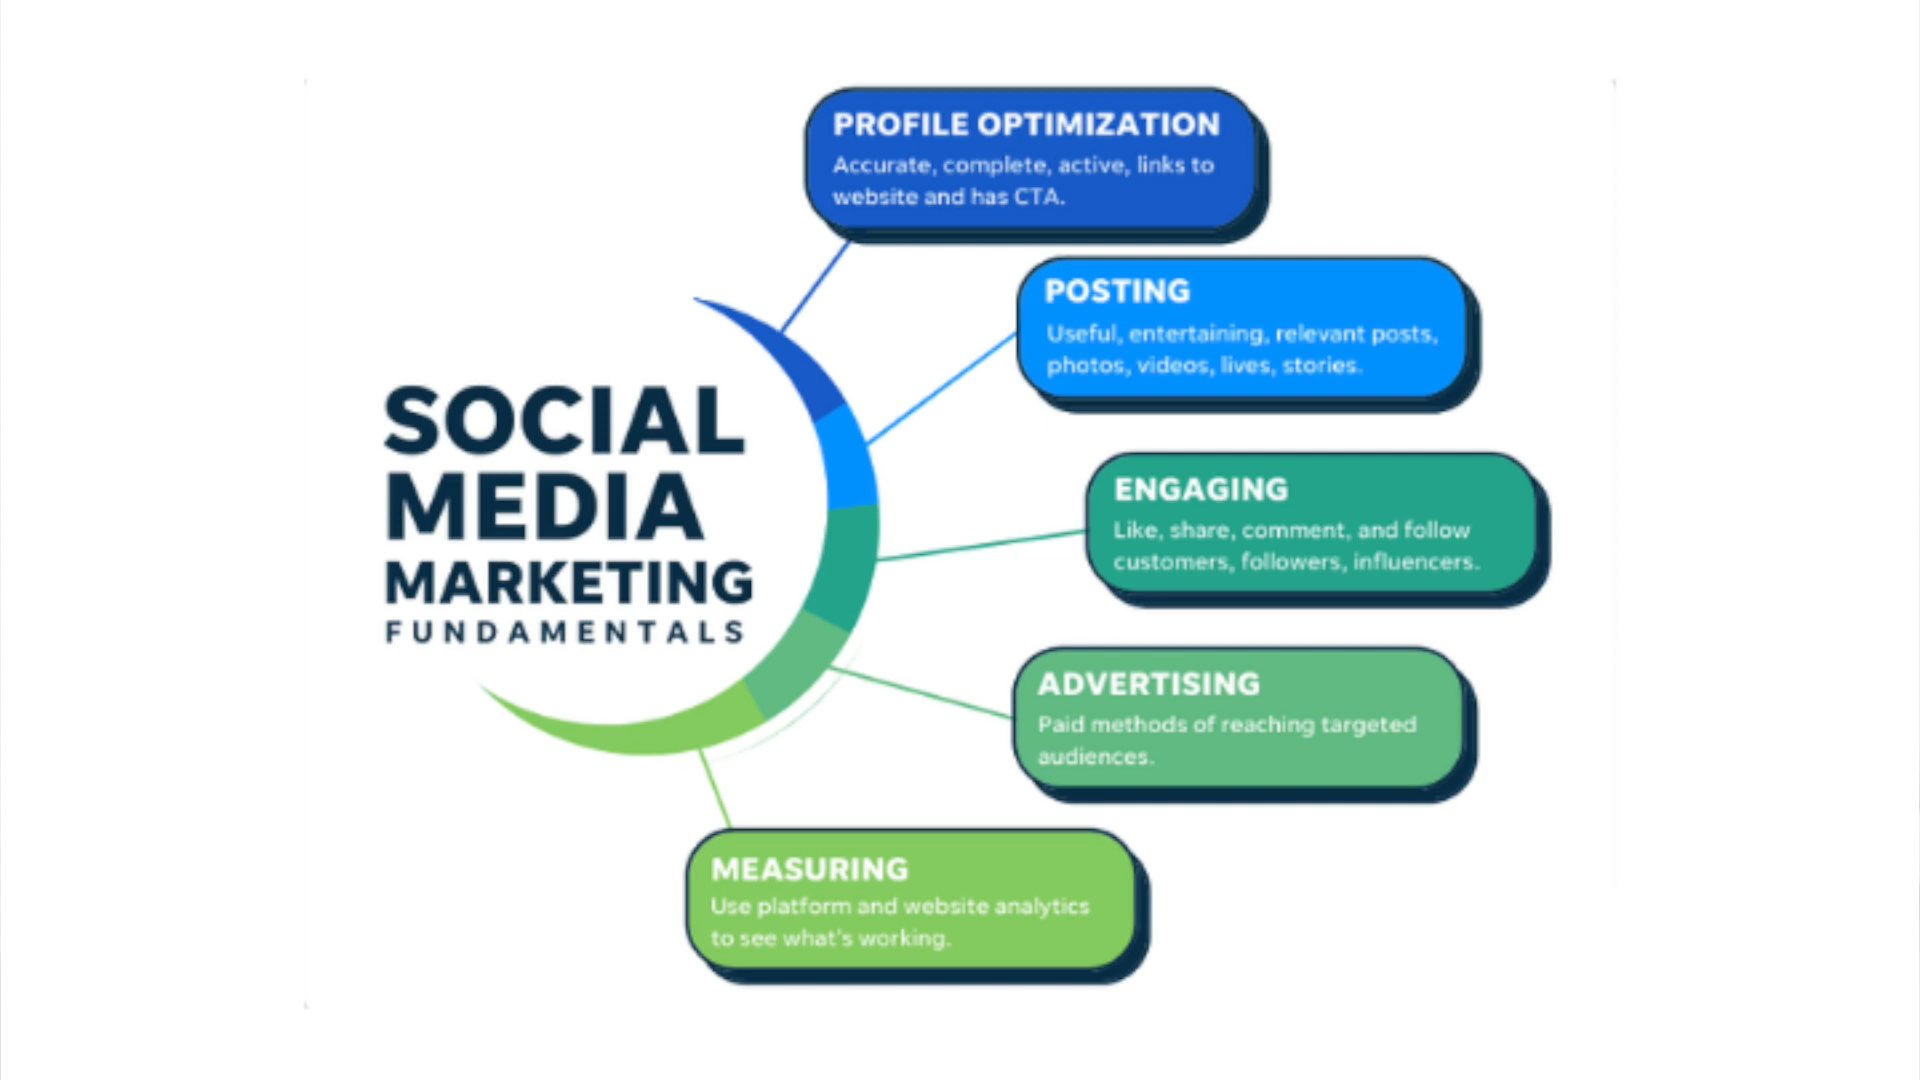 SOCIAL
MEDIA
MARKETING
FUNDAMENTALS
PROFILE OPTIMIZATION
Accurate, complete, active, links to
website and has CTA.
POSTING
Useful, entertaining, relevant posts,
photos, videos, lives, stories.
ENGAGING
Like, share, comment, and follow
customers, followers, influencers.
ADVERTISING
Paid methods of reaching targeted
audiences.
MEASURING
Use platform and website analytics
to see what's working.